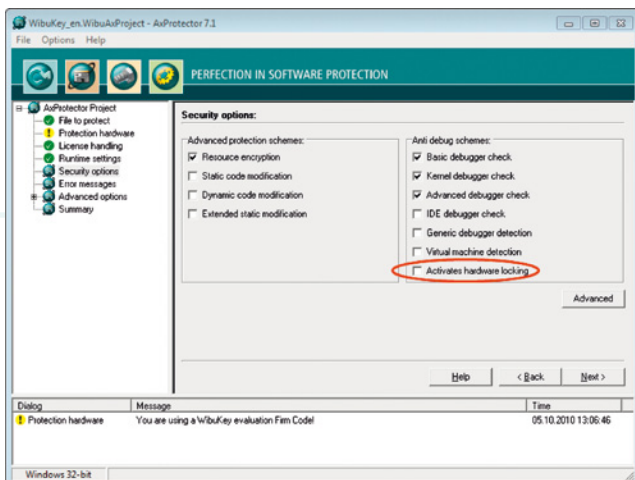 WibuKey_en.WibuAxProject - AxProtector 7.1
File Options Help
PERFECTION IN SOFTWARE PROTECTION
AxProtector Project
File to protect
Protection hardware
License handling
Runtime settings
Security options
Error messages
Advanced options
Summary
Security options:
Advanced protection schemes:
Resource encryption
Static code modification
Dynamic code modification
Extended static modification
Anti debug schemes:
Basic debugger check
Kernel debugger check
Advanced debugger check
IDE debugger check
Generic debugger detection
Virtual machine detection
Activates hardware locking
Advanced
Help < Back Next >
Dialog Message Time
Protection hardware You are using a WibuKey evaluation Firm Code! 05.10.2010 13:06:46
Windows 32-bit